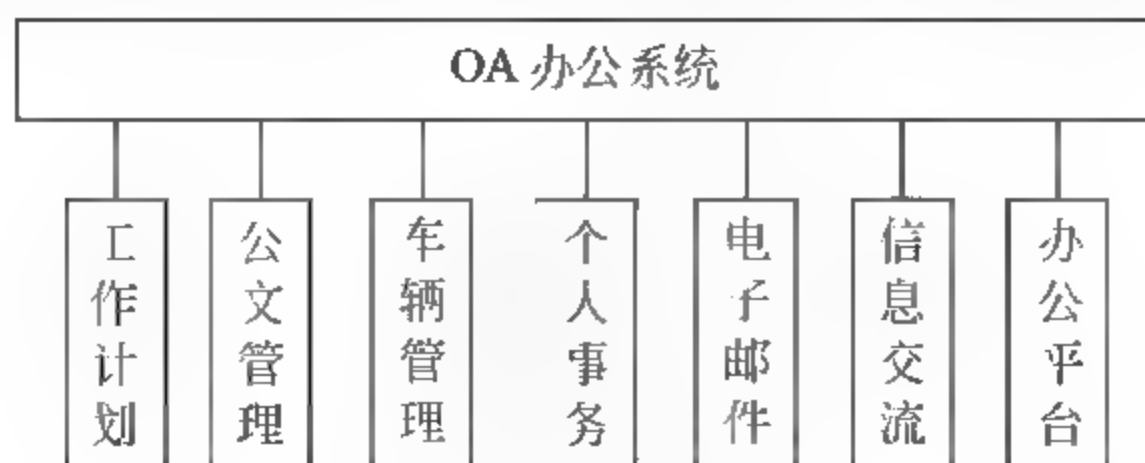 OA 办公系统
工作计划
公文管理
车辆管理
个人事务
电子邮件
信息交流
办公平台